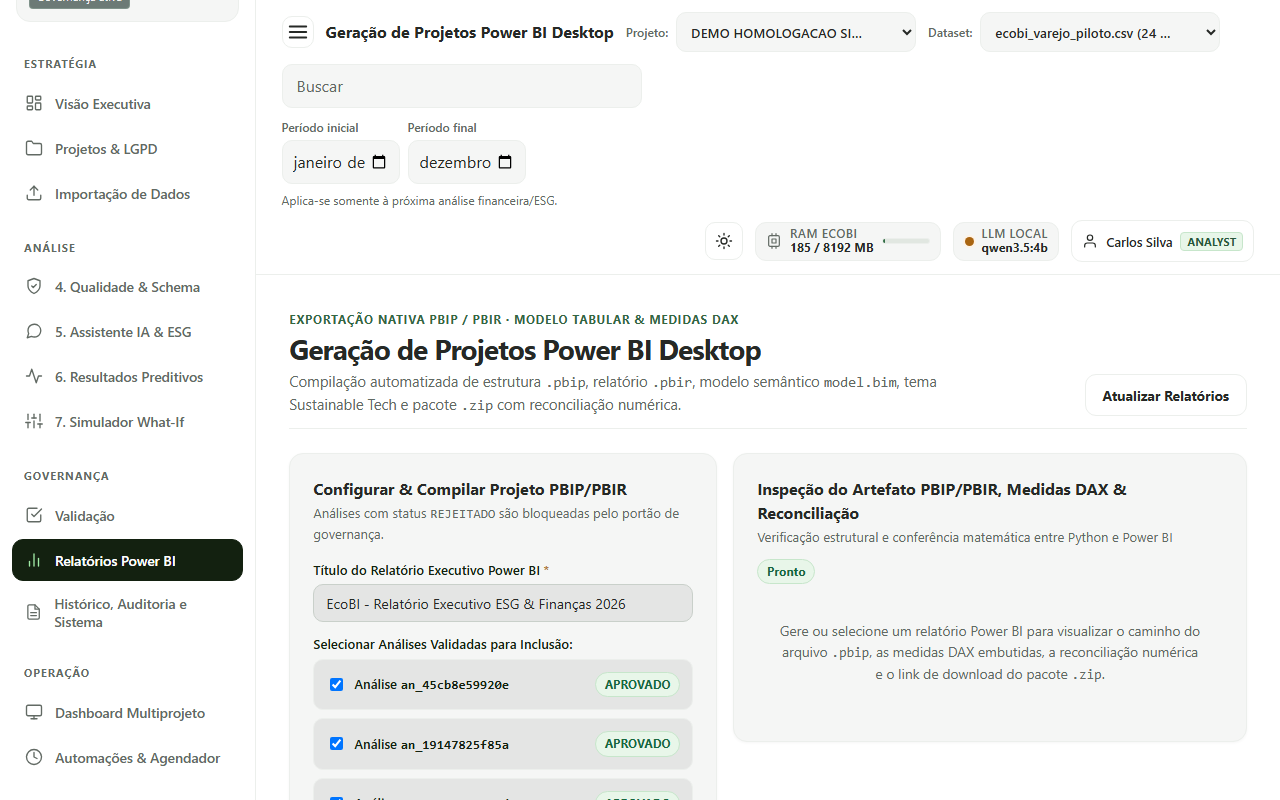 ESTRATÉGIA
Visão Executiva
Projetos & LGPD
Importação de Dados
ANÁLISE
4. Qualidade & Schema
5. Assistente IA & ESG
6. Resultados Preditivos
7. Simulador What-If
GOVERNANÇA
Validação
Relatórios Power BI
Histórico, Auditoria e
Sistema
OPERAÇÃO
Dashboard Multiprojeto
Automações & Agendador
Geração de Projetos Power BI Desktop
Projeto:
DEMO HOMOLOGACAO SI...
Dataset:
ecobi_varejo_piloto.csv (24 ...
Buscar
Período inicial
Período final
janeiro de
dezembro
Aplica-se somente à próxima análise financeira/ESG.
RAM ECOBI
185 / 8192 MB
LLM LOCAL
qwen3.5:4b
Carlos Silva
ANALYST
EXPORTAÇÃO NATIVA PBIP / PBIR · MODELO TABULAR & MEDIDAS DAX
Geração de Projetos Power BI Desktop
Compilação automatizada de estrutura .pbip, relatório .pbir, modelo semântico model.bim, tema
Sustainable Tech e pacote .zip com reconciliação numérica.
Atualizar Relatórios
Configurar & Compilar Projeto PBIP/PBIR
Análises com status REJEITADO são bloqueadas pelo portão de
governança.
Título do Relatório Executivo Power BI *
EcoBI - Relatório Executivo ESG & Finanças 2026
Selecionar Análises Validadas para Inclusão:
Análise an_45cb8e59920e
APROVADO
Análise an_19147825f85a
APROVADO
Inspeção do Artefato PBIP/PBIR, Medidas DAX &
Reconciliação
Verificação estrutural e conferência matemática entre Python e Power BI
Pronto
Gere ou selecione um relatório Power BI para visualizar o caminho do
arquivo .pbip, as medidas DAX embutidas, a reconciliação numérica
e o link de download do pacote .zip.